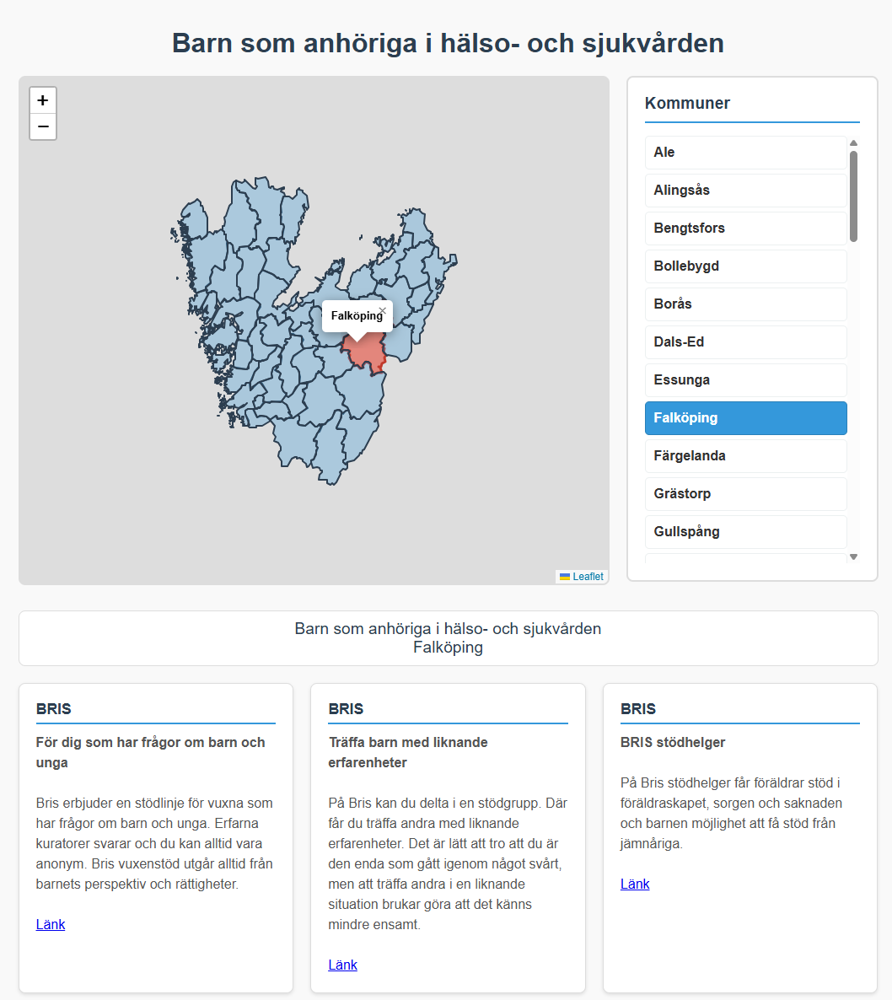 Barn som anhöriga i hälso- och sjukvården
+
−
Falköping
×
Leaflet
Kommuner
Ale
Alingsås
Bengtsfors
Bollebygd
Borås
Dals-Ed
Essunga
Falköping
Färgelanda
Grästorp
Gullspång
Barn som anhöriga i hälso- och sjukvården
Falköping
BRIS
För dig som har frågor om barn och
unga
Bris erbjuder en stödlinje för vuxna som
har frågor om barn och unga. Erfarna
kuratorer svarar och du kan alltid vara
anonym. Bris vuxenstöd utgår alltid från
barnets perspektiv och rättigheter.
Länk
BRIS
Träffa barn med liknande
erfarenheter
På Bris kan du delta i en stödgrupp. Där
får du träffa andra med liknande
erfarenheter. Det är lätt att tro att du är
den enda som gått igenom något svårt,
men att träffa andra i en liknande
situation brukar göra att det känns
mindre ensamt.
Länk
BRIS
BRIS stödhelger
På Bris stödhelger får föräldrar stöd i
föräldraskapet, sorgen och saknaden
och barnen möjlighet att få stöd från
jämnåriga.
Länk